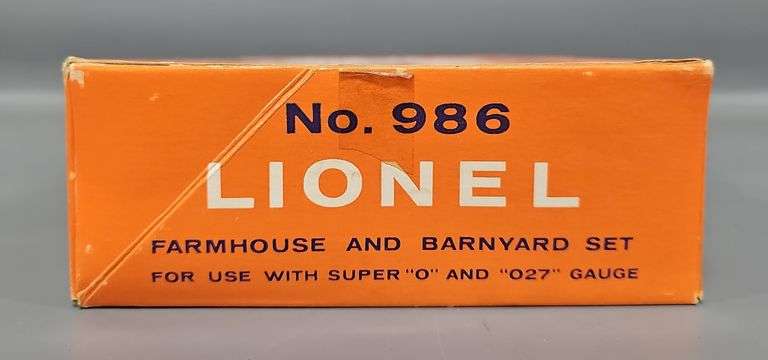 No. 986
LIONEL
FARMHOUSE AND BARNYARD SET
FOR USE WITH SUPER "O" AND "027" GAUGE